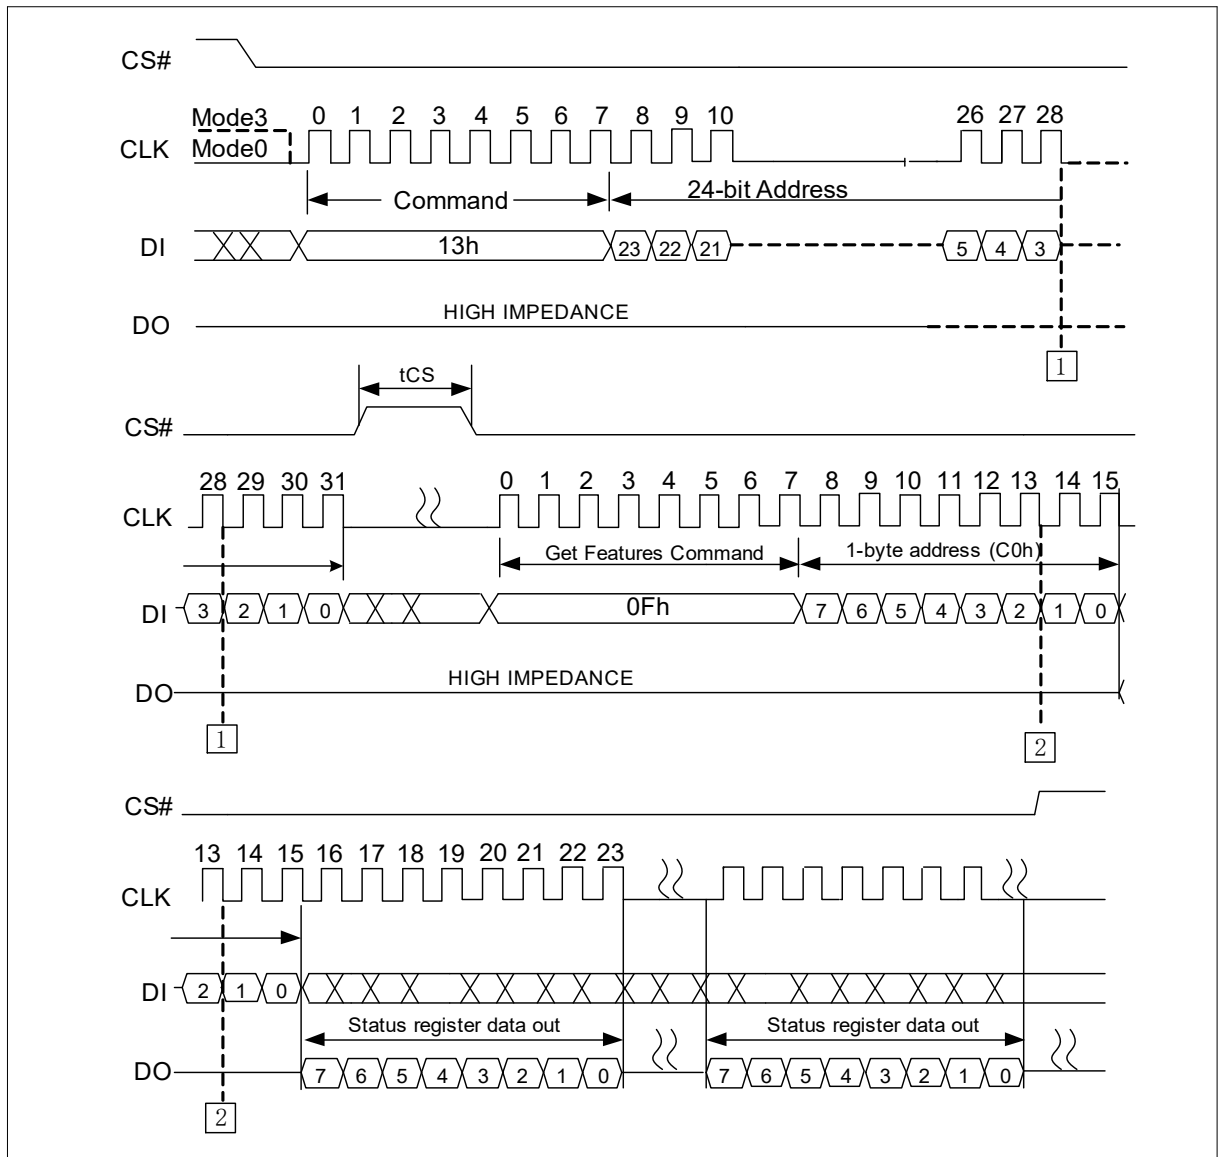 CS#
Mode3 0 1 2 3 4 5 6 7 8 9 10 26 27 28
CLK Mode0
Command 24-bit Address
DI 13h 23 22 21 5 4 3
HIGH IMPEDANCE
DO
1
tCS
CS#
28 29 30 31 0 1 2 3 4 5 6 7 8 9 10 11 12 13 14 15
CLK
Get Features Command 1-byte address (C0h)
DI 3 2 1 0 0Fh 7 6 5 4 3 2 1 0
HIGH IMPEDANCE
DO
1 2
CS#
13 14 15 16 17 18 19 20 21 22 23
CLK
DI 2 1 0
Status register data out Status register data out
DO 7 6 5 4 3 2 1 0 7 6 5 4 3 2 1 0
2